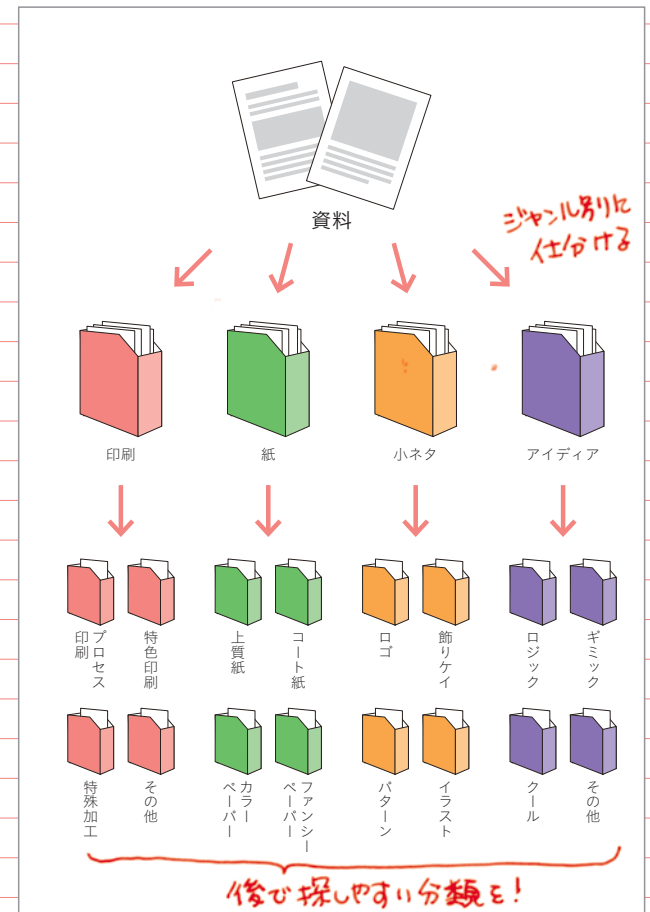 資料
ジャンル別に
仕分ける
印刷
紙
小ネタ
アイディア
プロセス
印刷
特色印刷
上質紙
コート紙
ロゴ
飾りケイ
ロジック
ギミック
特殊加工
その他
カラー
ペーパー
ファンシー
ペーパー
パターン
イラスト
クール
その他
後で探しやすい分類を!